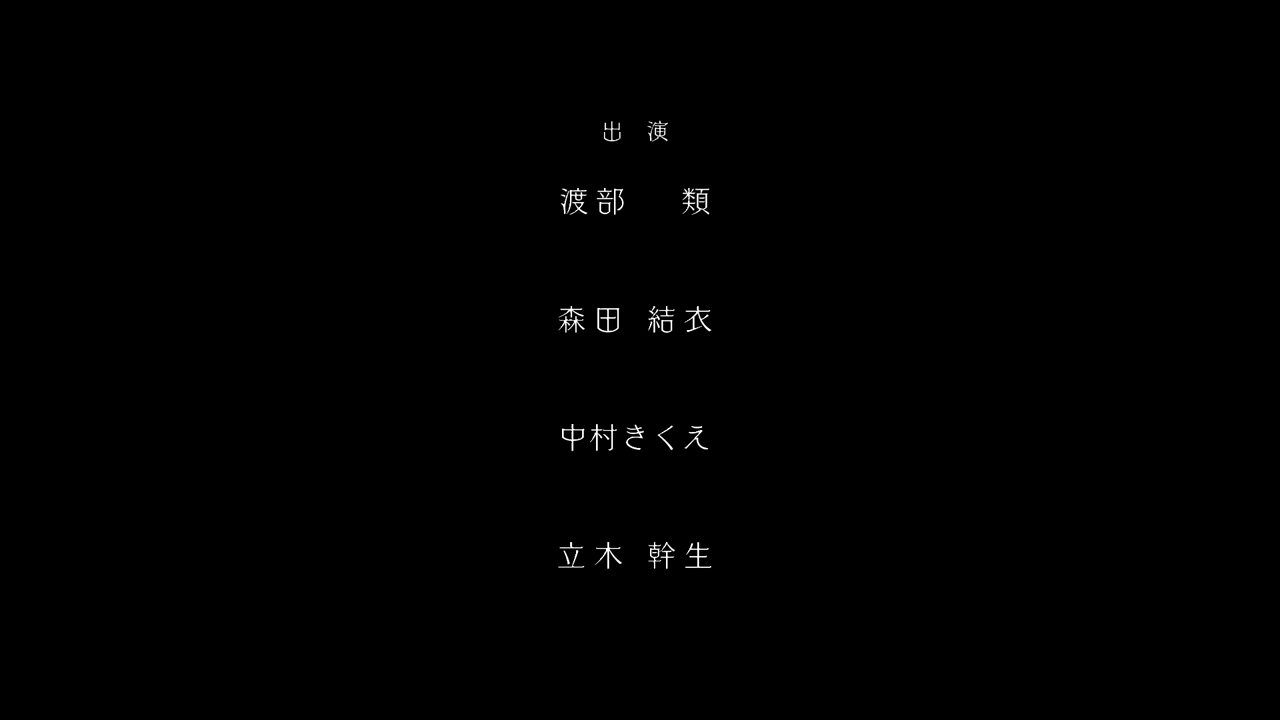 出 演
渡部 類
森田 結衣
中村きくえ
立木 幹生